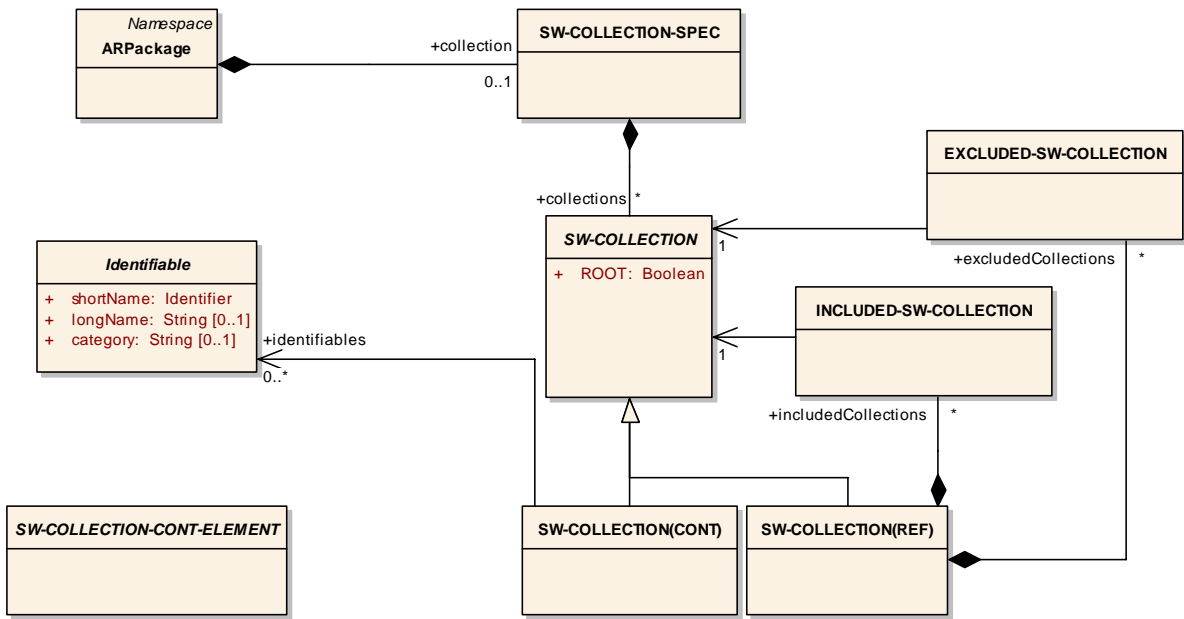 Namespace
ARPackage
+collection
0..1
SW-COLLECTION-SPEC
+collections *
EXCLUDED-SW-COLLECTION
+excludedCollections *
SW-COLLECTION
+ ROOT: Boolean
1
1
INCLUDED-SW-COLLECTION
+includedCollections *
Identifiable
+ shortName: Identifier
+ longName: String [0..1]
+ category: String [0..1]
+identifiables
0..*
SW-COLLECTION-CONT-ELEMENT
SW-COLLECTION(CONT)
SW-COLLECTION(REF)